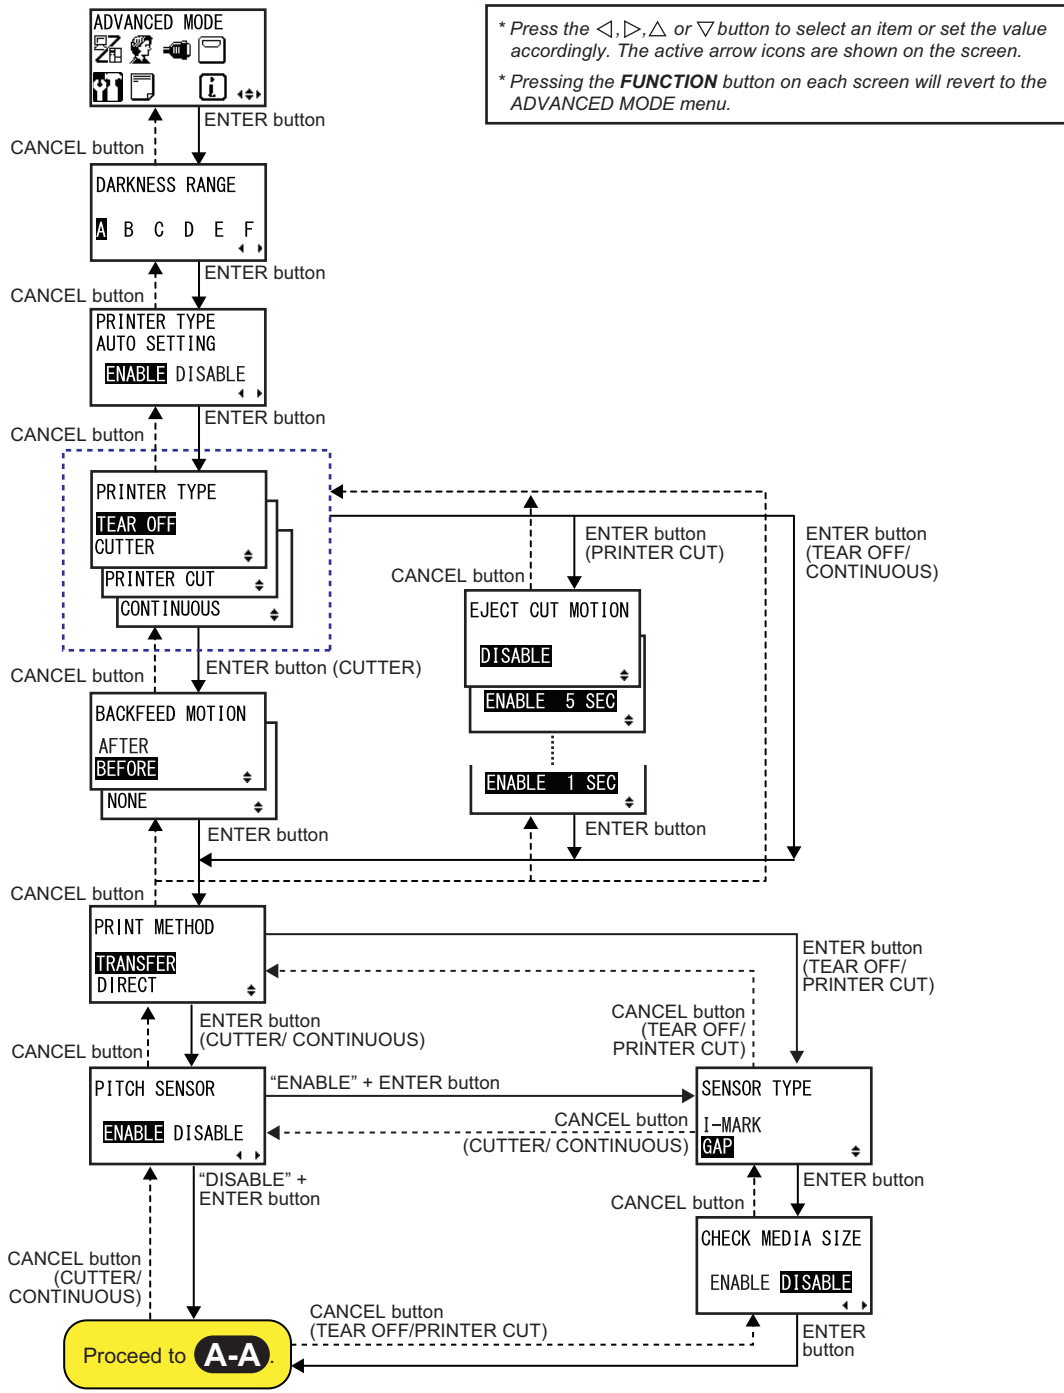 ADVANCED MODE
* Press the ◁, ▷, △ or ▽ button to select an item or set the value
accordingly. The active arrow icons are shown on the screen.
* Pressing the FUNCTION button on each screen will revert to the
ADVANCED MODE menu.
ENTER button
CANCEL button
DARKNESS RANGE
A B C D E F
ENTER button
CANCEL button
PRINTER TYPE
AUTO SETTING
ENABLE DISABLE
ENTER button
CANCEL button
PRINTER TYPE
TEAR OFF
CUTTER
PRINTER CUT
CONTINUOUS
ENTER button
(PRINTER CUT)
ENTER button
(TEAR OFF/
CONTINUOUS)
CANCEL button
EJECT CUT MOTION
DISABLE
ENABLE 5 SEC
ENABLE 1 SEC
ENTER button
ENTER button (CUTTER)
CANCEL button
BACKFEED MOTION
AFTER
BEFORE
NONE
ENTER button
CANCEL button
PRINT METHOD
TRANSFER
DIRECT
ENTER button
(TEAR OFF/
PRINTER CUT)
CANCEL button
(TEAR OFF/
PRINTER CUT)
ENTER button
(CUTTER/ CONTINUOUS)
CANCEL button
PITCH SENSOR
ENABLE DISABLE
“ENABLE” + ENTER button
CANCEL button
(CUTTER/ CONTINUOUS)
SENSOR TYPE
I-MARK
GAP
“DISABLE” +
ENTER button
ENTER button
CANCEL button
CHECK MEDIA SIZE
ENABLE DISABLE
CANCEL button
(CUTTER/
CONTINUOUS)
CANCEL button
(TEAR OFF/PRINTER CUT)
ENTER
button
Proceed to A-A.